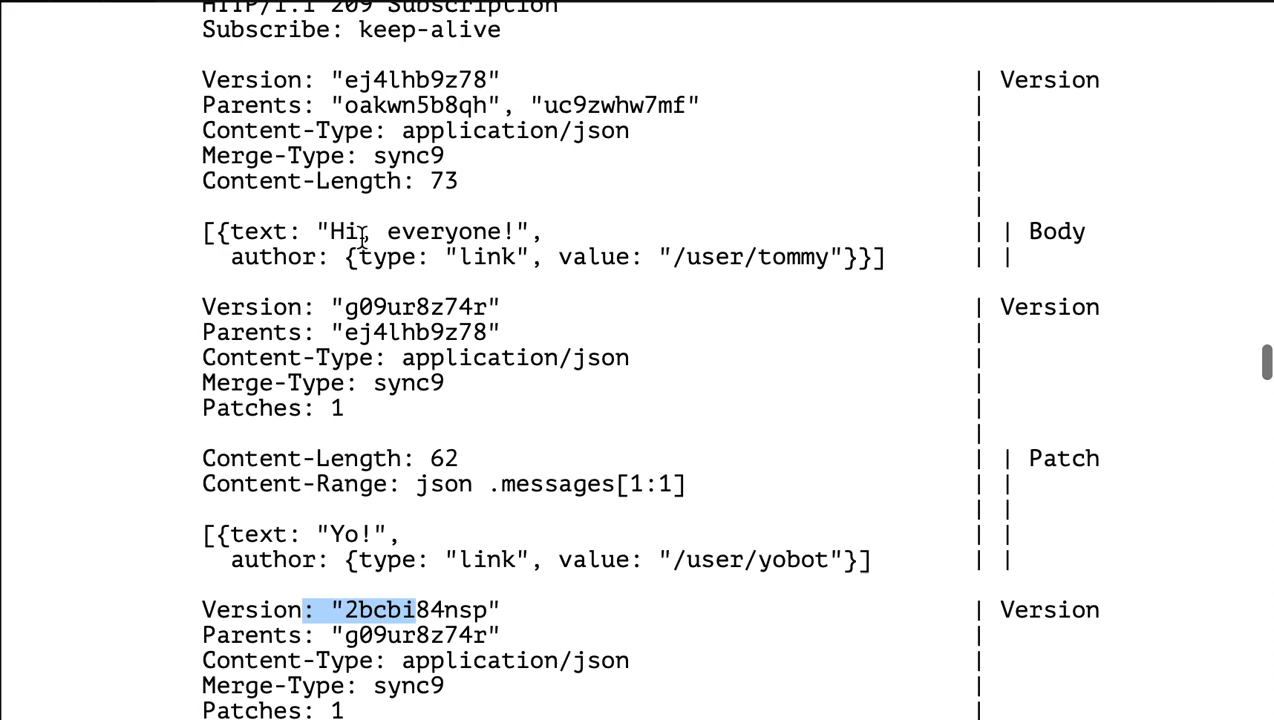 HTTP/1.1 209 Subscription
Subscribe: keep-alive
Version: "ej4lhb9z78" | Version
Parents: "oakwn5b8qh", "uc9zwhw7mf" |
Content-Type: application/json |
Merge-Type: sync9 |
Content-Length: 73 |
|
[{text: "Hi, everyone!", | | Body
author: {type: "link", value: "/user/tommy"}}] | |
Version: "g09ur8z74r" | Version
Parents: "ej4lhb9z78" |
Content-Type: application/json |
Merge-Type: sync9 |
Patches: 1 |
|
Content-Length: 62 | | Patch
Content-Range: json .messages[1:1] | |
| |
[{text: "Yo!", | |
author: {type: "link", value: "/user/yobot"}] | |
Version: "2bcbi84nsp" | Version
Parents: "g09ur8z74r" |
Content-Type: application/json |
Merge-Type: sync9 |
Patches: 1 |